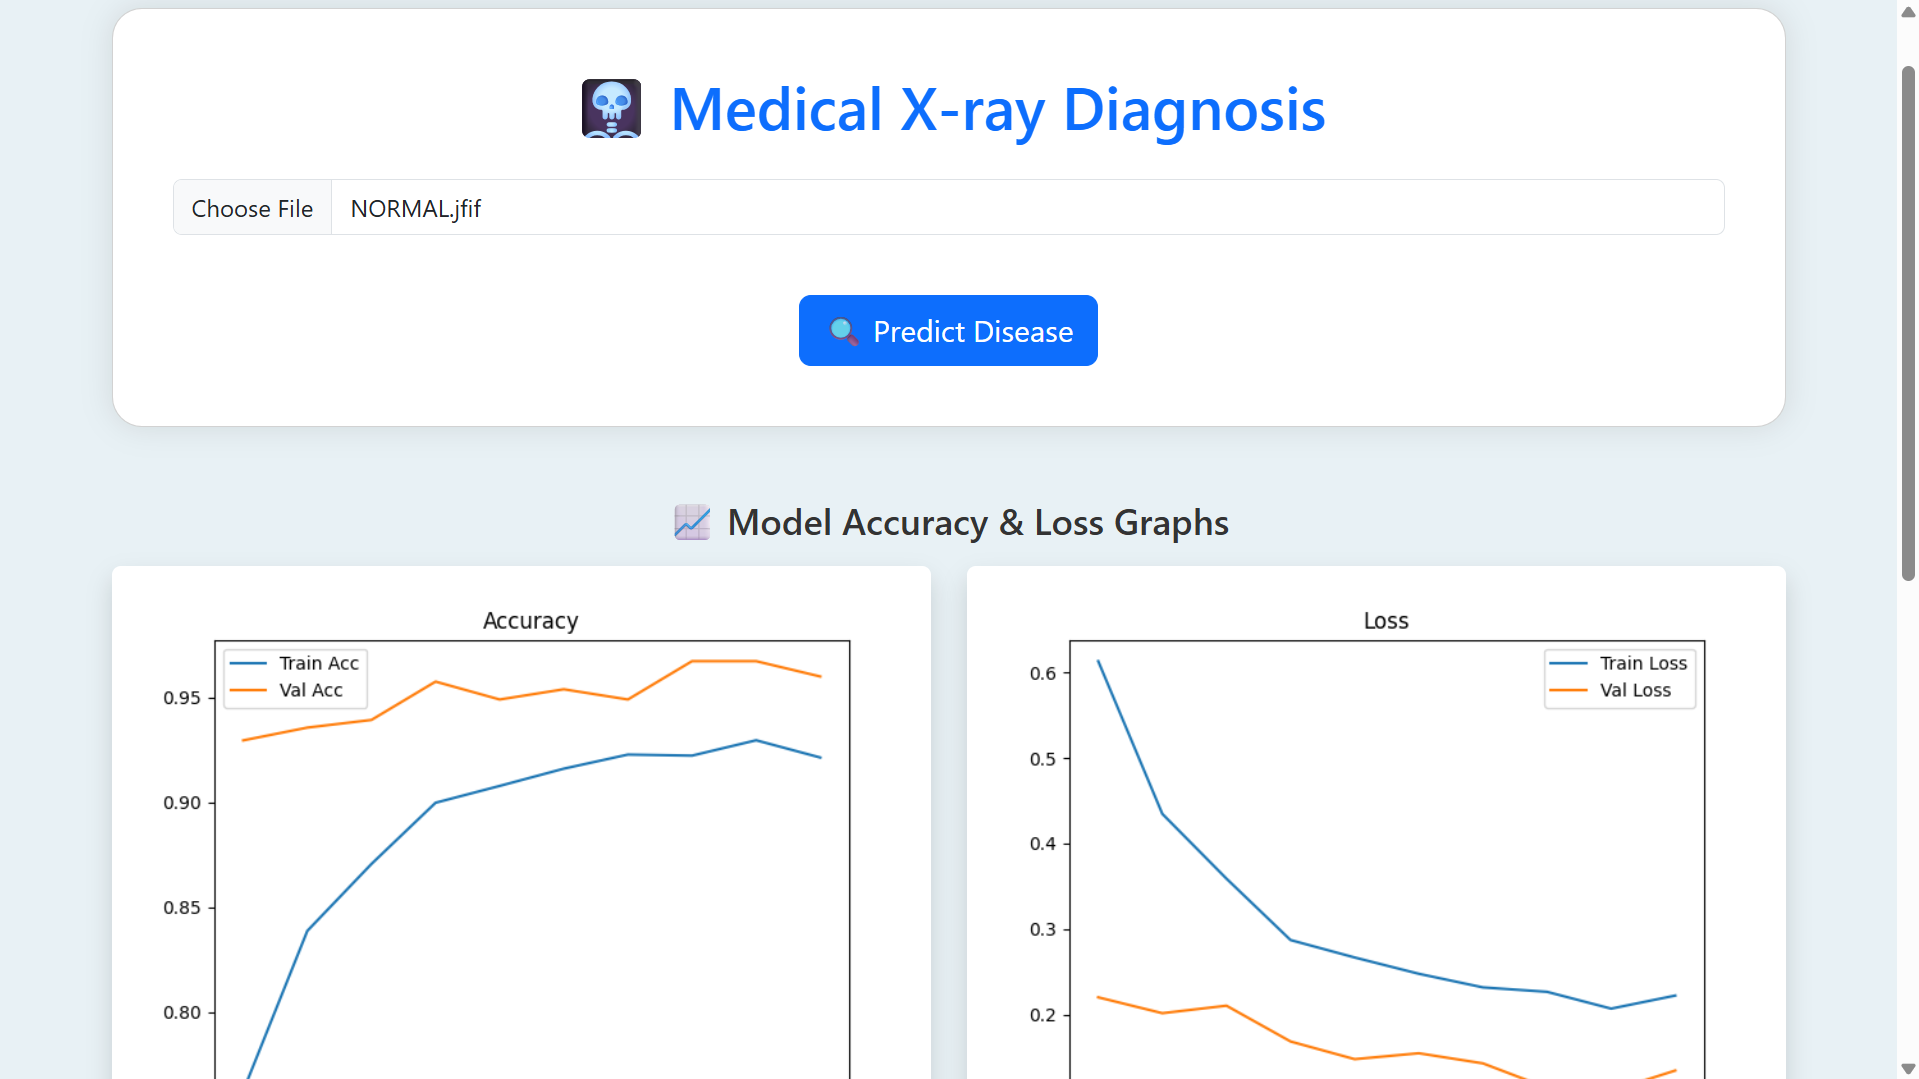 Medical X-ray Diagnosis
Choose File NORMAL.jfif
Predict Disease
Model Accuracy & Loss Graphs
Accuracy
Train Acc
Val Acc
0.95
0.90
0.85
0.80
Loss
Train Loss
Val Loss
0.6
0.5
0.4
0.3
0.2